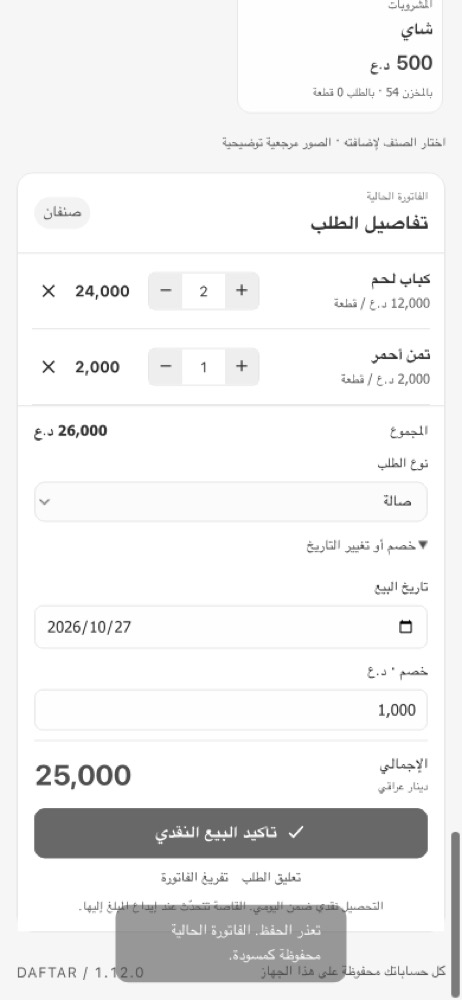 المشروبات
شاي
500 د.ع
بالمخزن 54 · بالطلب 0 قطعة
اختار الصنف لإضافته · الصور مرجعية توضيحية
الفاتورة الحالية
تفاصيل الطلب
صنفان
كباب لحم
12,000 د.ع / قطعة
+ 2 −
24,000 ×
تمن أحمر
2,000 د.ع / قطعة
+ 1 −
2,000 ×
المجموع 26,000 د.ع
نوع الطلب
صالة
▼ خصم أو تغيير التاريخ
تاريخ البيع
2026/10/27
خصم · د.ع
1,000
الإجمالي
دينار عراقي
25,000
✓ تأكيد البيع النقدي
تعليق الطلب تفريغ الفاتورة
التحصيل نقدي ضمن اليومي. القاصة تتحدّث عند إيداع المبلغ إليها.
تعذر الحفظ. الفاتورة الحالية
محفوظة كمسودة.
كل حساباتك محفوظة على هذا الجهاز
DAFTAR / 1.12.0